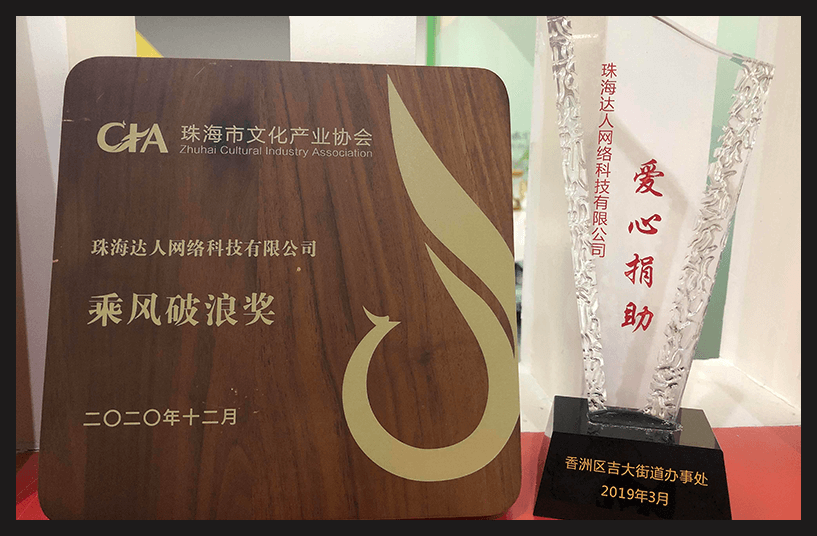 CIA
珠海市文化产业协会
Zhuhai Cultural Industry Association
珠海达人网络科技有限公司
乘风破浪奖
二〇二〇年十二月
珠海达人网络科技有限公司
爱心捐助
香洲区吉大街道办事处
2019年3月